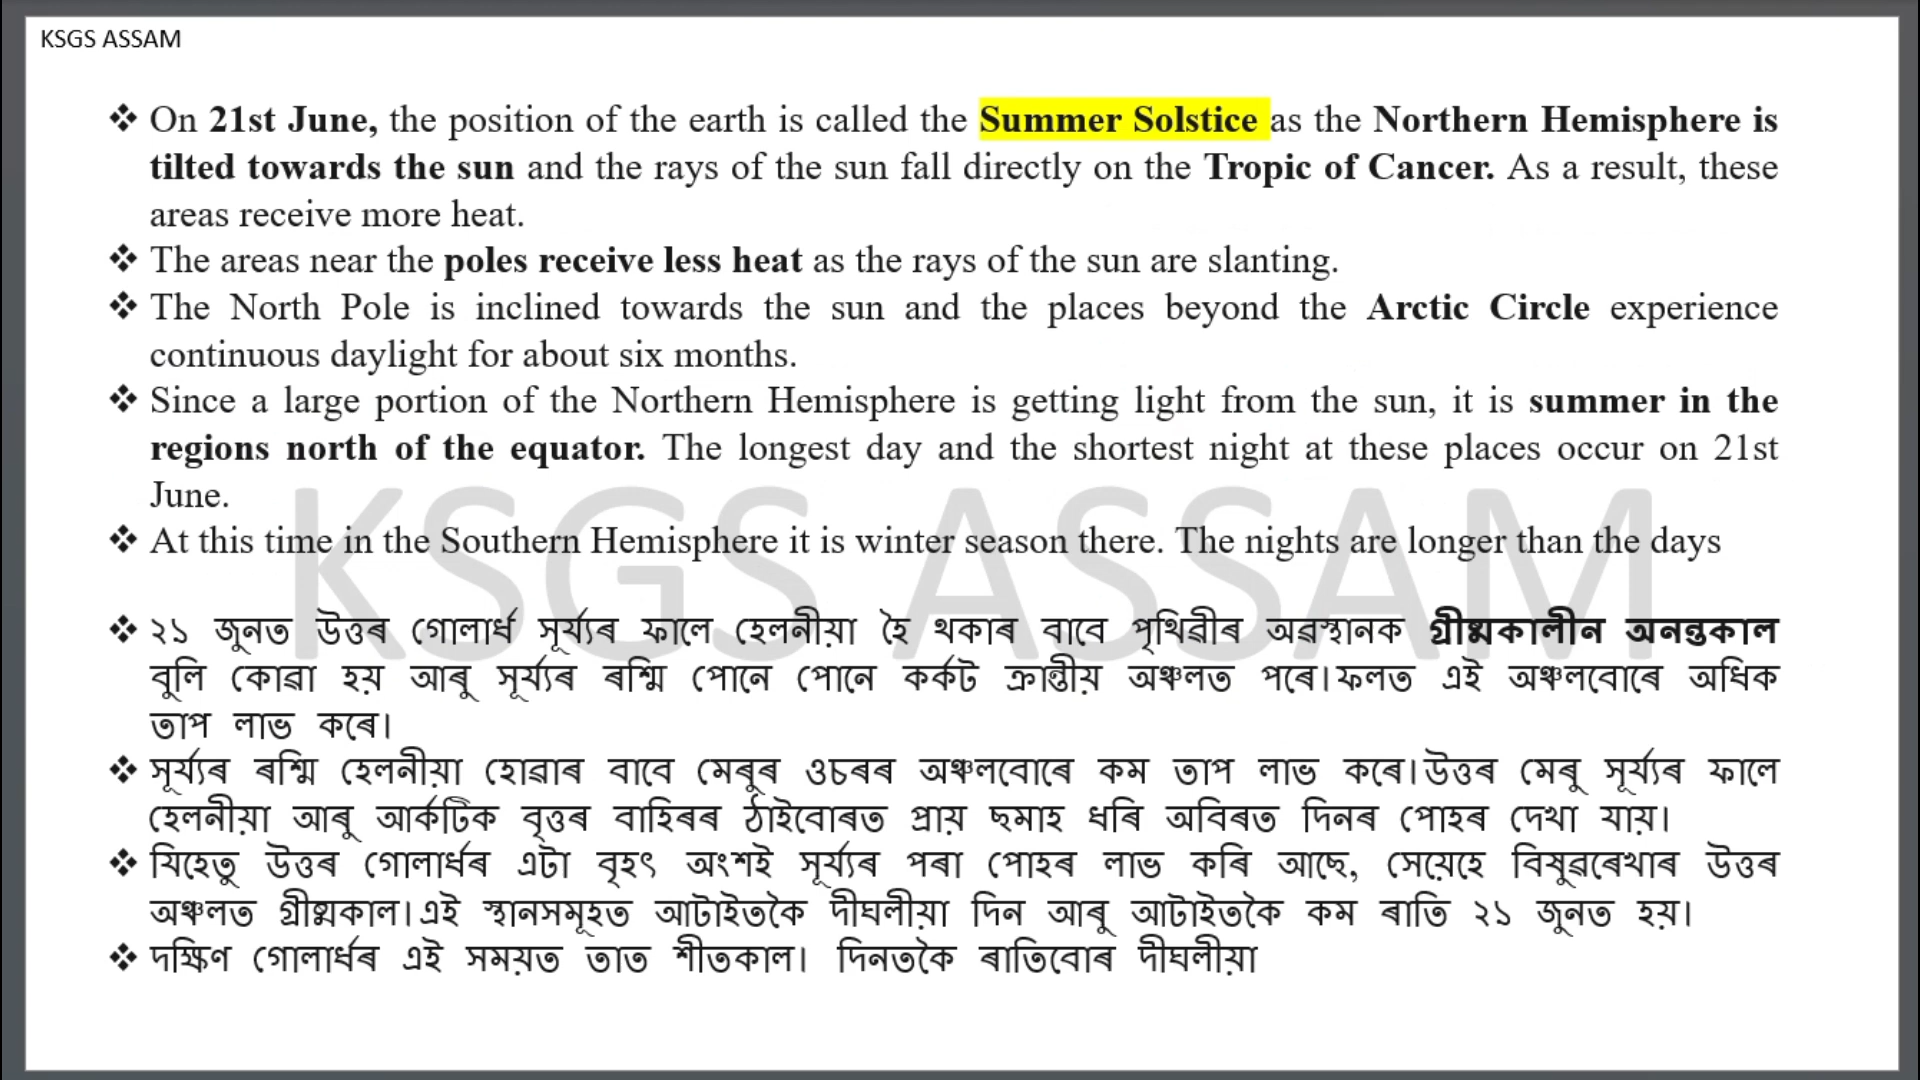 KSGS ASSAM
❖ On 21st June, the position of the earth is called the Summer Solstice as the Northern Hemisphere is
tilted towards the sun and the rays of the sun fall directly on the Tropic of Cancer. As a result, these
areas receive more heat.
❖ The areas near the poles receive less heat as the rays of the sun are slanting.
❖ The North Pole is inclined towards the sun and the places beyond the Arctic Circle experience
continuous daylight for about six months.
❖ Since a large portion of the Northern Hemisphere is getting light from the sun, it is summer in the
regions north of the equator. The longest day and the shortest night at these places occur on 21st
June.
❖ At this time in the Southern Hemisphere it is winter season there. The nights are longer than the days
KSGS ASSAM
❖ ২১ জুনত উত্তৰ গোলাৰ্ধ সূৰ্য্যৰ ফালে হেলনীয়া হৈ থকাৰ বাবে পৃথিৱীৰ অৱস্থানক গ্ৰীষ্মকালীন অনন্তকাল
বুলি কোৱা হয় আৰু সূৰ্য্যৰ ৰশ্মি পোনে পোনে কৰ্কট ক্ৰান্তীয় অঞ্চলত পৰে।ফলত এই অঞ্চলবোৰে অধিক
তাপ লাভ কৰে।
❖ সূৰ্য্যৰ ৰশ্মি হেলনীয়া হোৱাৰ বাবে মেৰুৰ ওচৰৰ অঞ্চলবোৰে কম তাপ লাভ কৰে।উত্তৰ মেৰু সূৰ্য্যৰ ফালে
হেলনীয়া আৰু আৰ্কটিক বৃত্তৰ বাহিৰৰ ঠাইবোৰত প্ৰায় ছমাহ ধৰি অবিৰত দিনৰ পোহৰ দেখা যায়।
❖ যিহেতু উত্তৰ গোলাৰ্ধৰ এটা বৃহৎ অংশই সূৰ্য্যৰ পৰা পোহৰ লাভ কৰি আছে, সেয়েহে বিষুৱৰেখাৰ উত্তৰ
অঞ্চলত গ্ৰীষ্মকাল।এই স্থানসমূহত আটাইতকৈ দীঘলীয়া দিন আৰু আটাইতকৈ কম ৰাতি ২১ জুনত হয়।
❖ দক্ষিণ গোলাৰ্ধৰ এই সময়ত তাত শীতকাল। দিনতকৈ ৰাতিবোৰ দীঘলীয়া